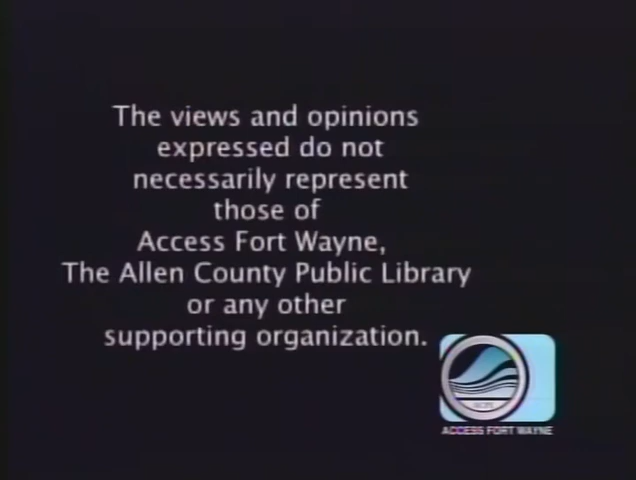 The views and opinions
expressed do not
necessarily represent
those of
Access Fort Wayne,
The Allen County Public Library
or any other
supporting organization.
ACCESS FORT WAYNE